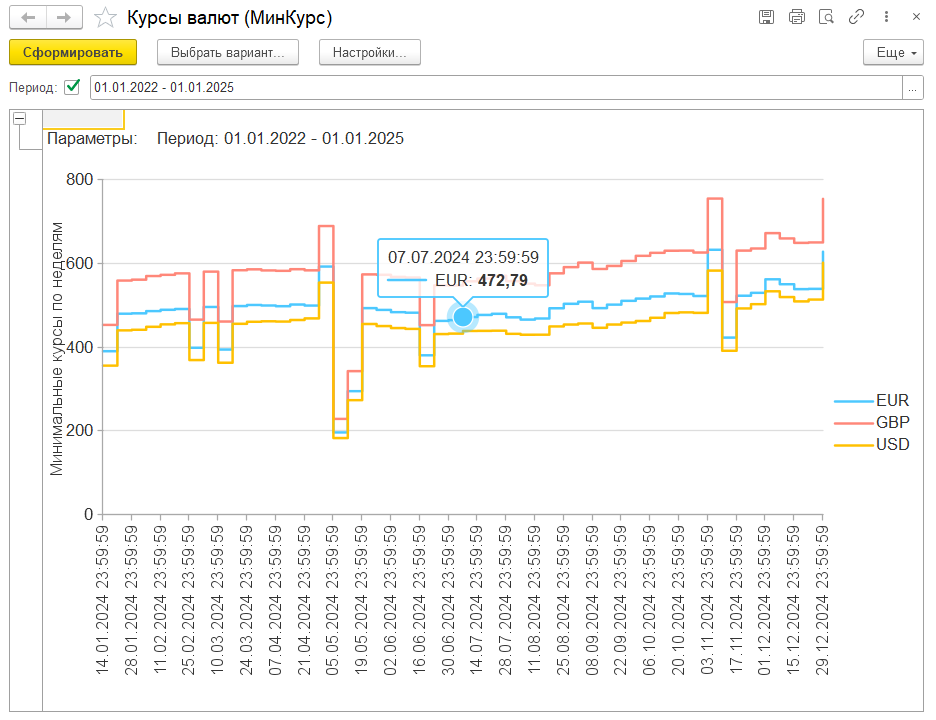 Курсы валют (МинКурс)
Сформировать
Выбрать вариант...
Настройки...
Еще
Период:
01.01.2022 - 01.01.2025
...
Параметры: Период: 01.01.2022 - 01.01.2025
Минимальные курсы по неделям
800
600
400
200
0
07.07.2024 23:59:59
EUR: 472,79
EUR
GBP
USD
14.01.2024 23:59:59
28.01.2024 23:59:59
11.02.2024 23:59:59
25.02.2024 23:59:59
10.03.2024 23:59:59
24.03.2024 23:59:59
07.04.2024 23:59:59
21.04.2024 23:59:59
05.05.2024 23:59:59
19.05.2024 23:59:59
02.06.2024 23:59:59
16.06.2024 23:59:59
30.06.2024 23:59:59
14.07.2024 23:59:59
28.07.2024 23:59:59
11.08.2024 23:59:59
25.08.2024 23:59:59
08.09.2024 23:59:59
22.09.2024 23:59:59
06.10.2024 23:59:59
20.10.2024 23:59:59
03.11.2024 23:59:59
17.11.2024 23:59:59
01.12.2024 23:59:59
15.12.2024 23:59:59
29.12.2024 23:59:59